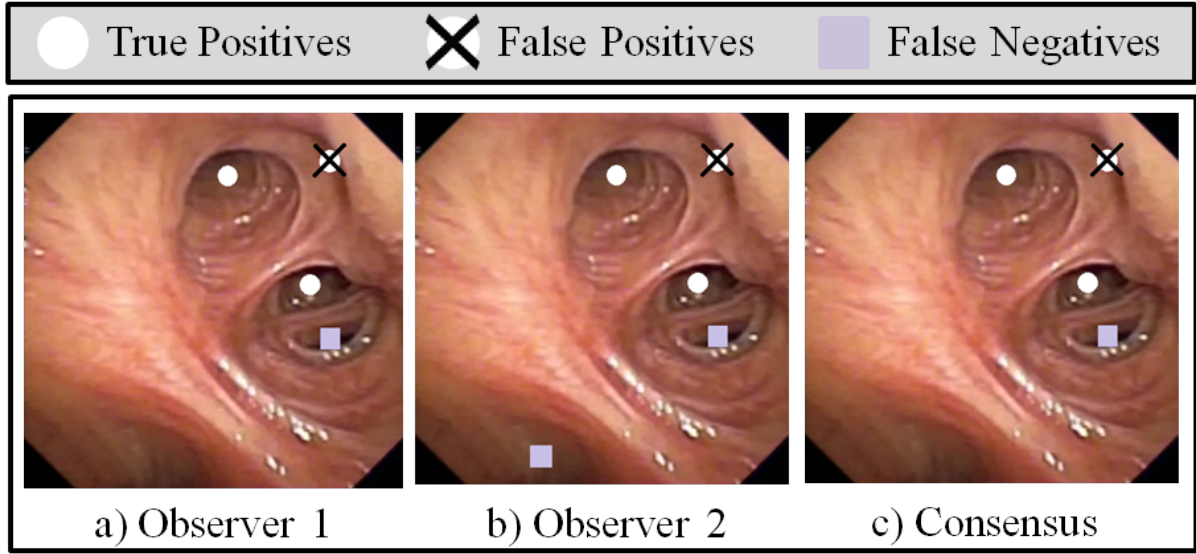 True Positives False Positives False Negatives
a) Observer 1 b) Observer 2 c) Consensus